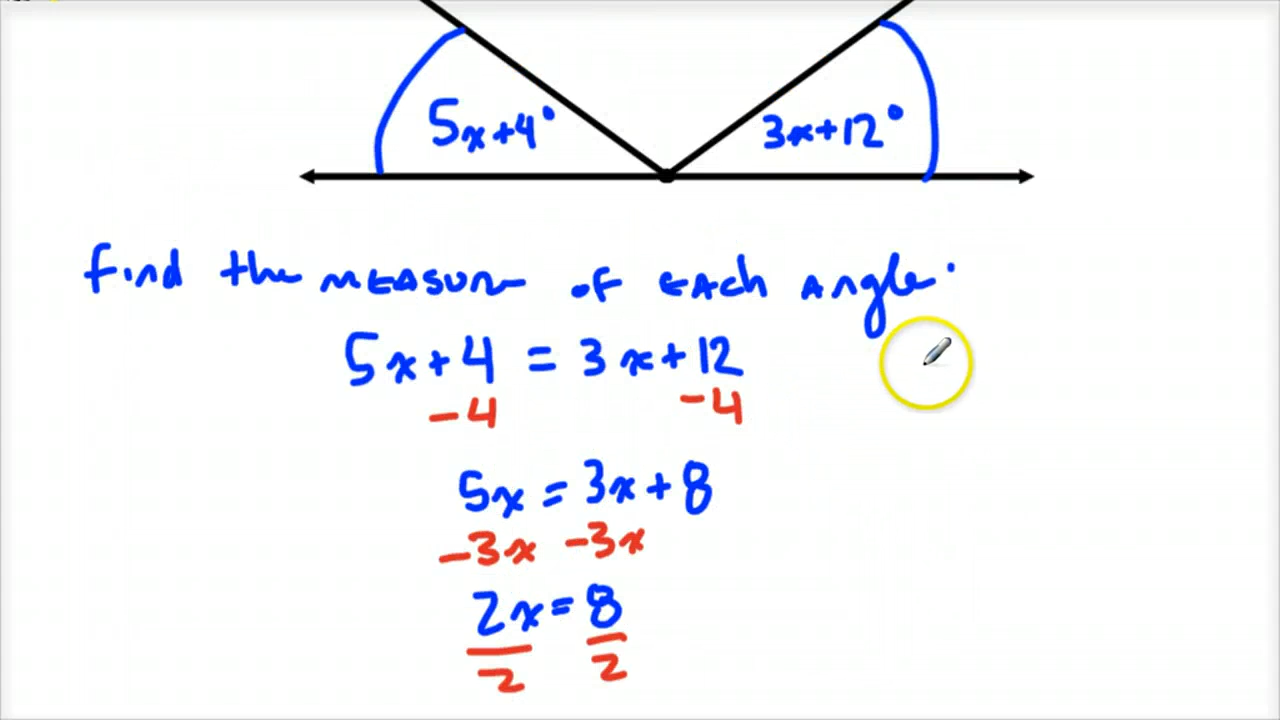 5x+4° 3x+12°
find the measure of each angle.
5x+4 = 3x+12
-4 -4
5x = 3x+8
-3x -3x
2x = 8
2 2